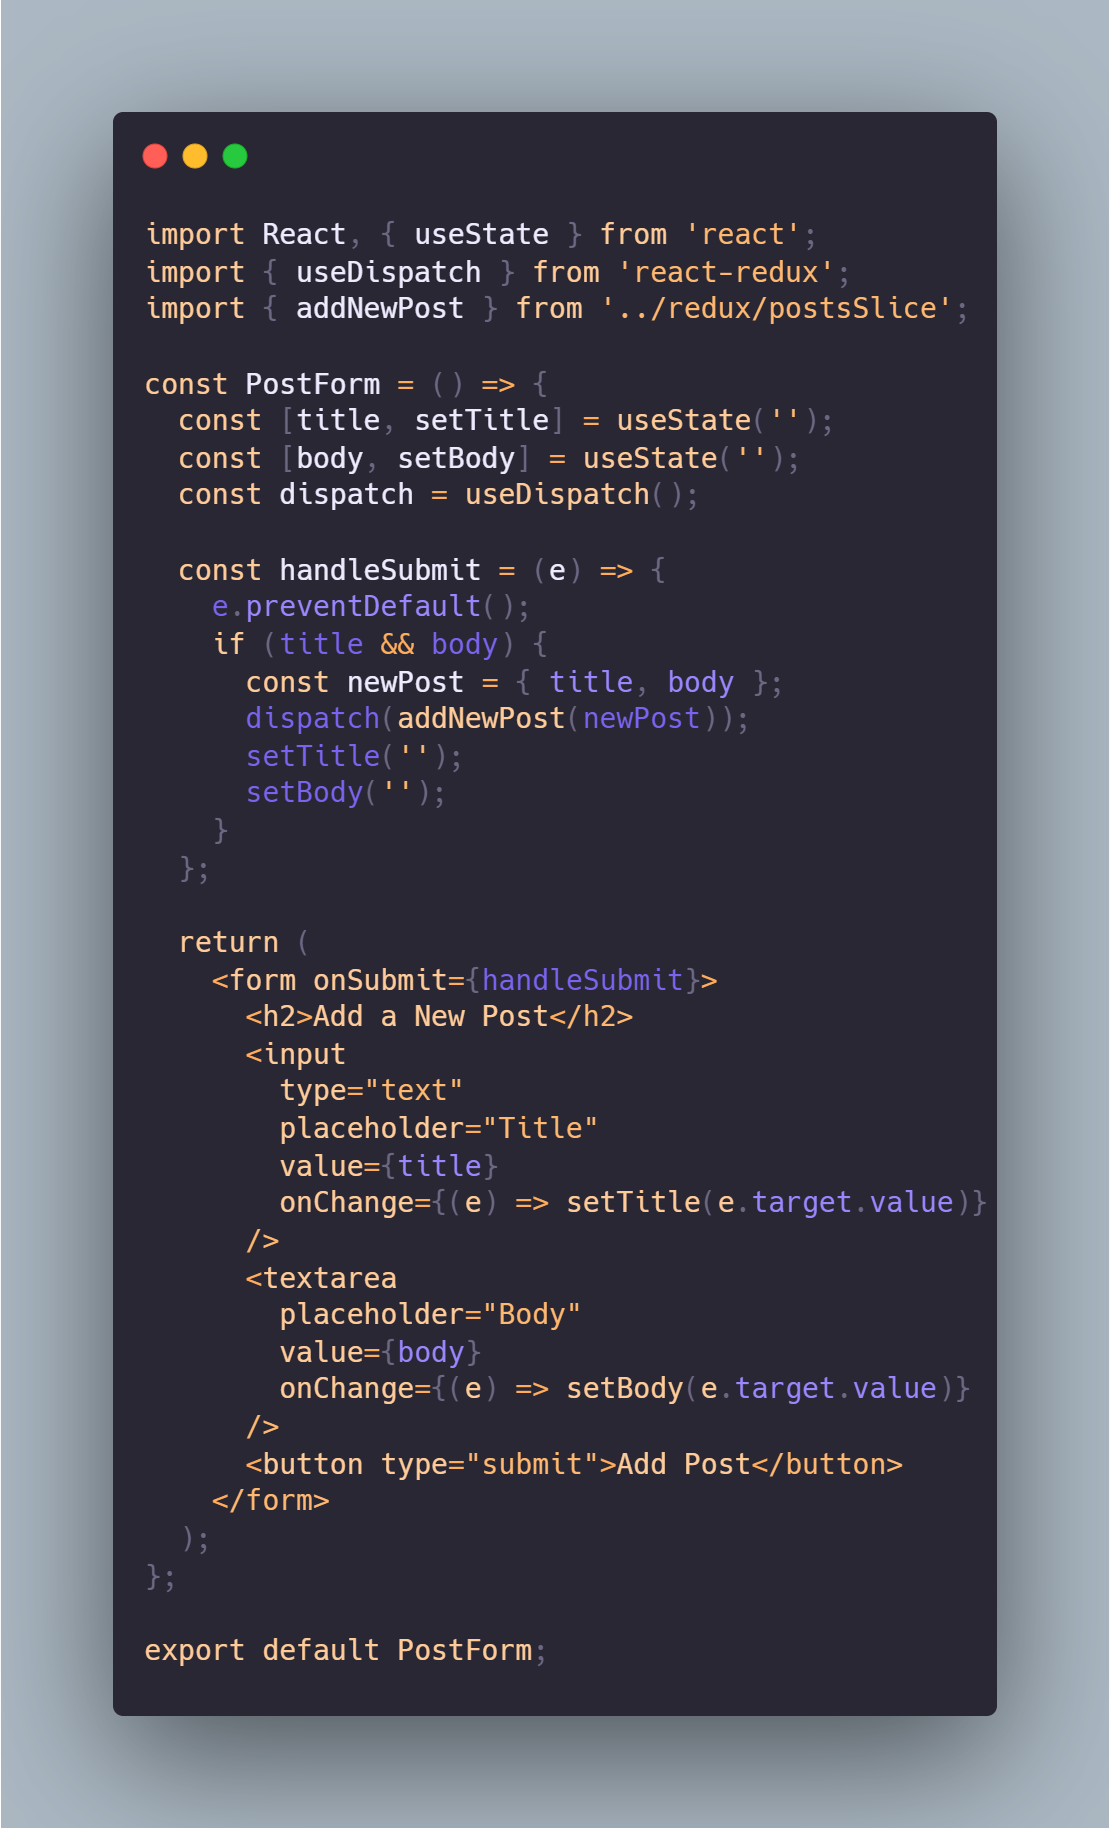 import React, { useState } from 'react';
import { useDispatch } from 'react-redux';
import { addNewPost } from '../redux/postsSlice';

const PostForm = () => {
  const [title, setTitle] = useState('');
  const [body, setBody] = useState('');
  const dispatch = useDispatch();

  const handleSubmit = (e) => {
    e.preventDefault();
    if (title && body) {
      const newPost = { title, body };
      dispatch(addNewPost(newPost));
      setTitle('');
      setBody('');
    }
  };

  return (
    <form onSubmit={handleSubmit}>
      <h2>Add a New Post</h2>
      <input
        type="text"
        placeholder="Title"
        value={title}
        onChange={(e) => setTitle(e.target.value)}
      />
      <textarea
        placeholder="Body"
        value={body}
        onChange={(e) => setBody(e.target.value)}
      />
      <button type="submit">Add Post</button>
    </form>
  );
};

export default PostForm;